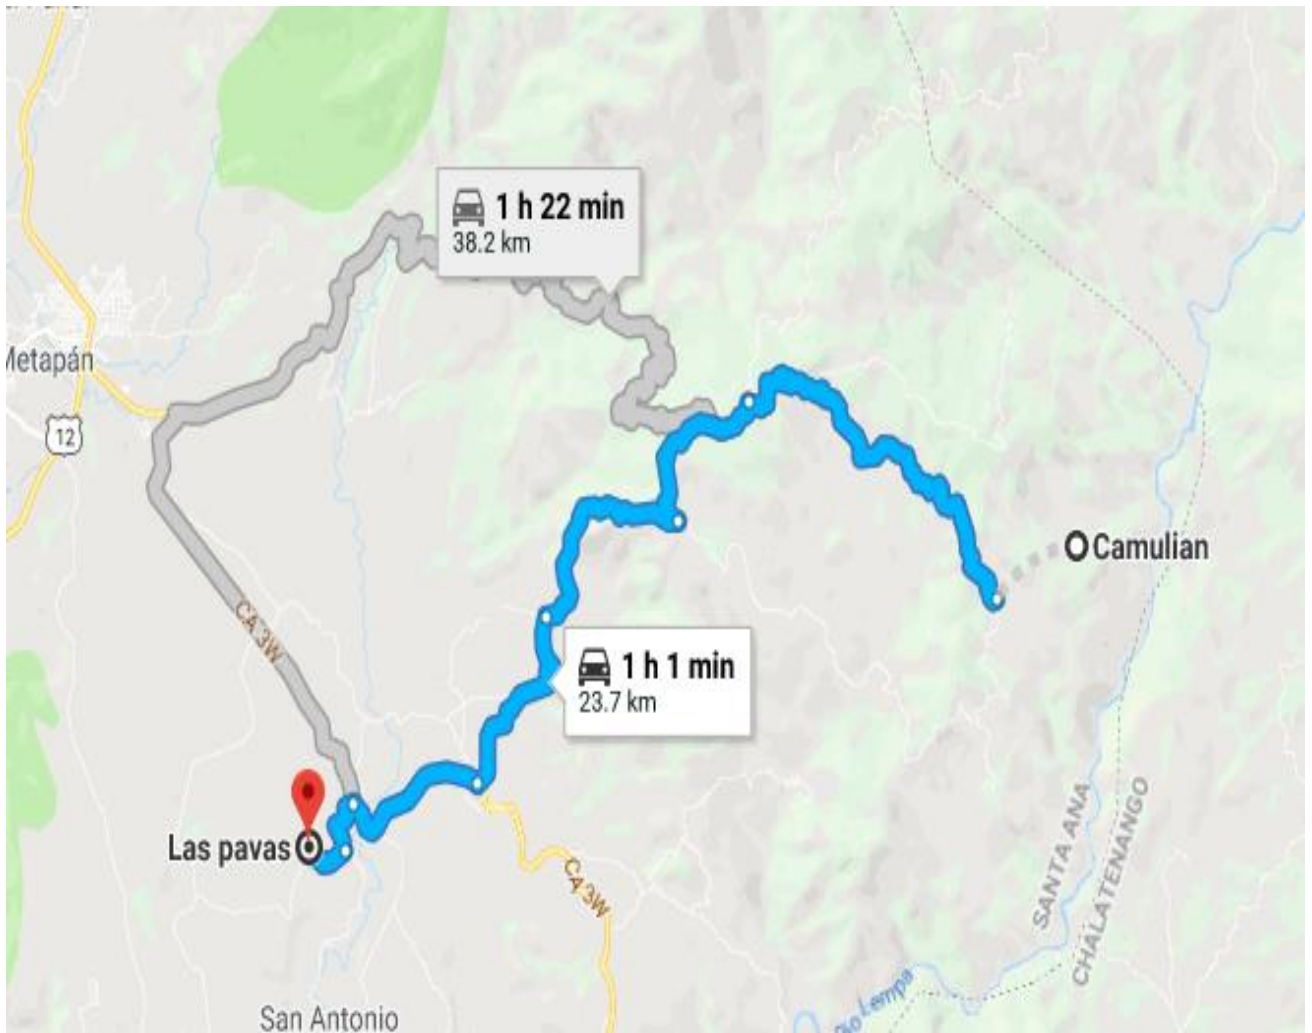 1 h 22 min
38.2 km
Metapán
12
Camulian
CA 3W
1 h 1 min
23.7 km
Las pavas
CA 3W
SANTA ANA
CHALATENANGO
Lempa
San Antonio